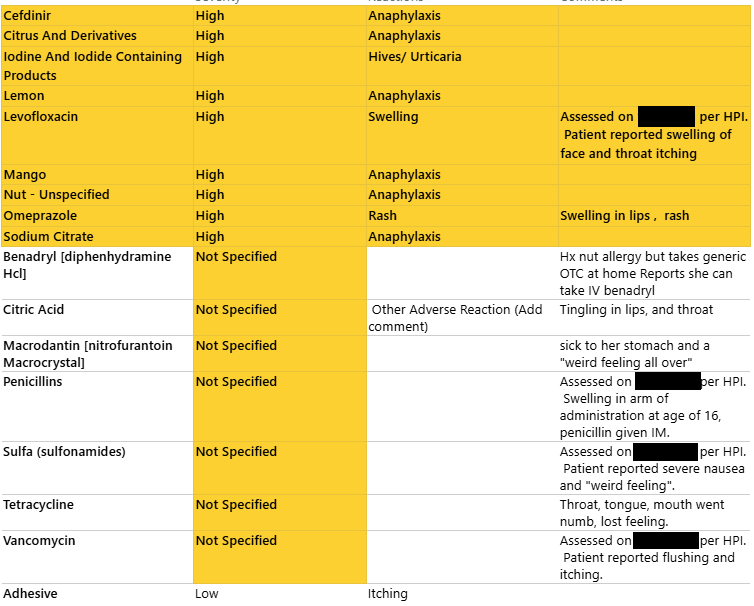 Severity Reactions Comments
Cefdinir High Anaphylaxis
Citrus And Derivatives High Anaphylaxis
Iodine And Iodide Containing High Hives/ Urticaria
Products
Lemon High Anaphylaxis
Levofloxacin High Swelling Assessed on per HPI.
Patient reported swelling of
face and throat itching
Mango High Anaphylaxis
Nut - Unspecified High Anaphylaxis
Omeprazole High Rash Swelling in lips , rash
Sodium Citrate High Anaphylaxis
Benadryl [diphenhydramine Not Specified Hx nut allergy but takes generic
Hcl] OTC at home Reports she can
take IV benadryl
Citric Acid Not Specified Other Adverse Reaction (Add Tingling in lips, and throat
comment)
Macrodantin [nitrofurantoin Not Specified sick to her stomach and a
Macrocrystal] "weird feeling all over"
Penicillins Not Specified Assessed on per HPI.
Swelling in arm of
administration at age of 16,
penicillin given IM.
Sulfa (sulfonamides) Not Specified Assessed on per HPI.
Patient reported severe nausea
and "weird feeling".
Tetracycline Not Specified Throat, tongue, mouth went
numb, lost feeling.
Vancomycin Not Specified Assessed on per HPI.
Patient reported flushing and
itching.
Adhesive Low Itching